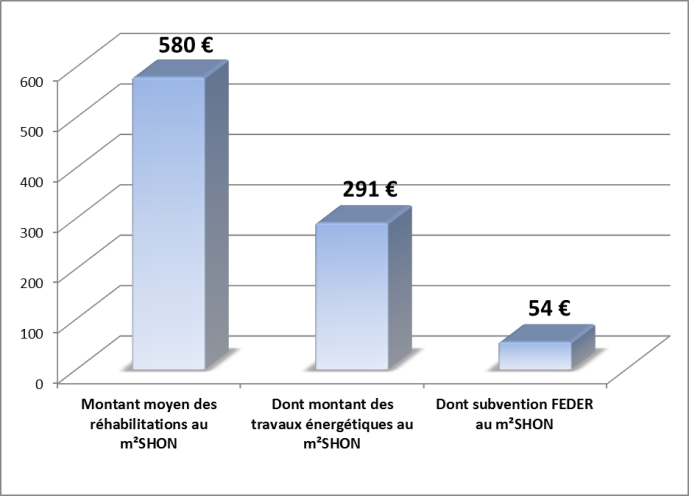 580 €
600
500
291 €
400
300
200
54 €
100
0
Montant moyen des
réhabilitations au
m²SHON
Dont montant des
travaux énergétiques au
m²SHON
Dont subvention FEDER
au m²SHON